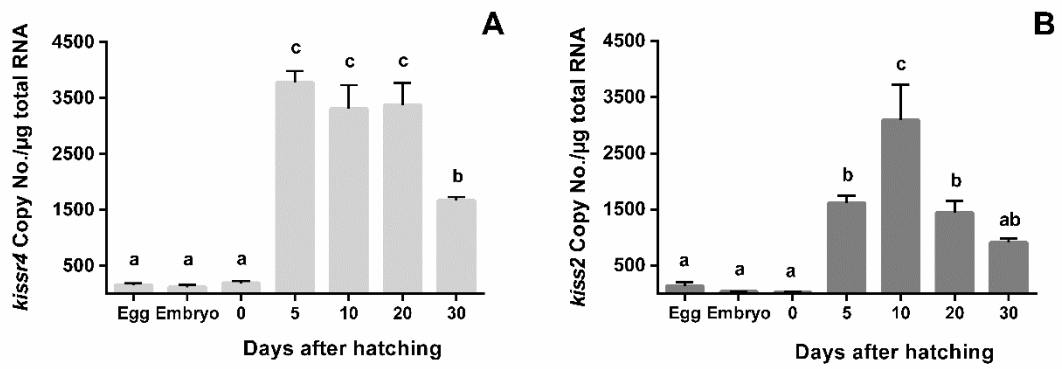 A
kissr4 Copy No./μg total RNA
4500
3500
2500
1500
500
c
c
c
b
a
a
a
Egg Embryo 0 5 10 20 30
Days after hatching
B
kiss2 Copy No./μg total RNA
4500
3500
2500
1500
500
c
b
b
ab
a
a
a
Egg Embryo 0 5 10 20 30
Days after hatching